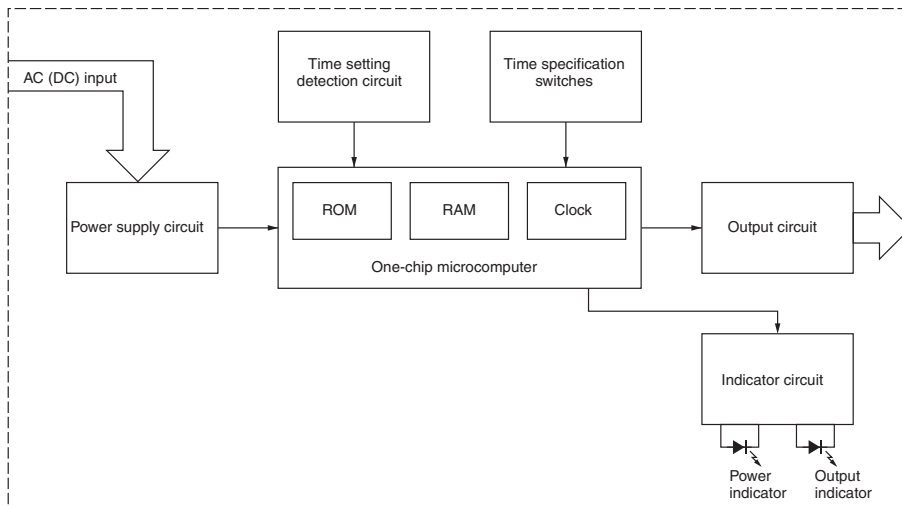 AC (DC) input
Time setting
detection circuit
Time specification
switches
Power supply circuit
ROM
RAM
Clock
One-chip microcomputer
Output circuit
Indicator circuit
Power
indicator
Output
indicator